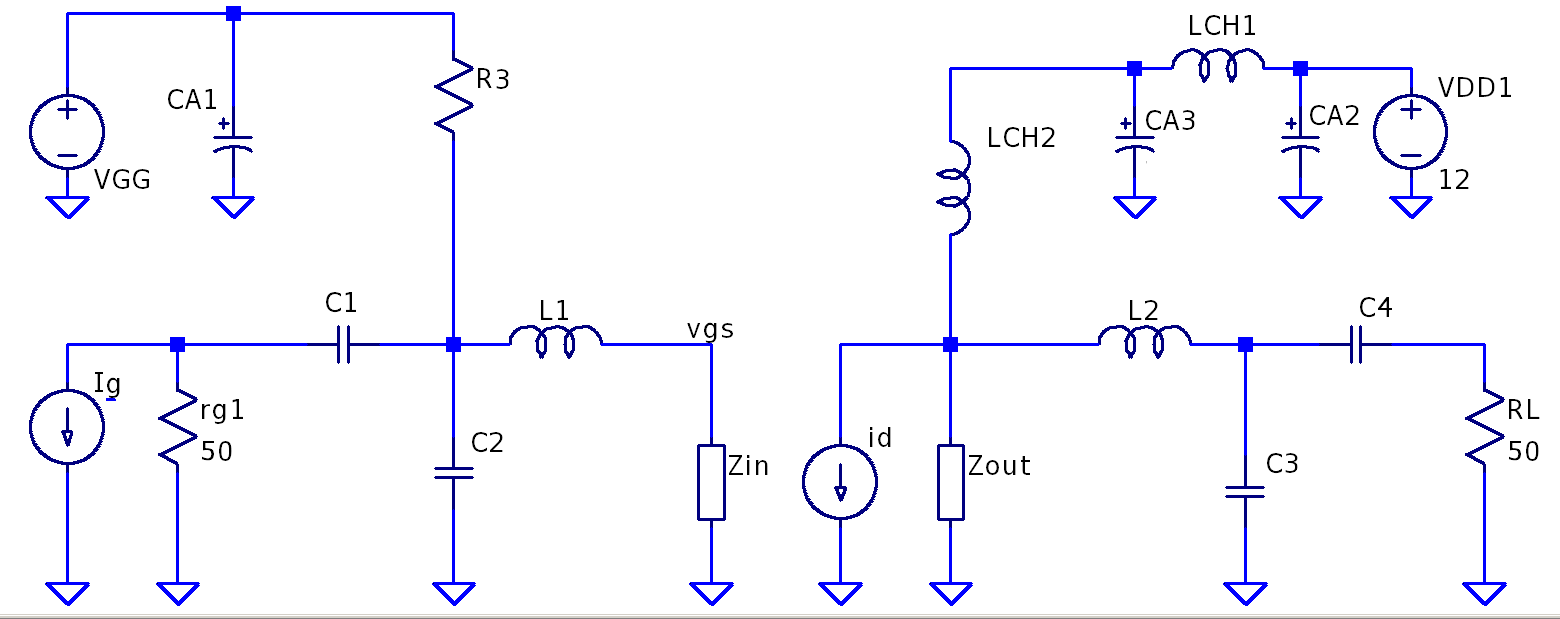 LCH1
R3
VDD1
CA1
CA3
CA2
LCH2
VGG
12
C1
L1
vgs
L2
C4
Ig
rg1
50
id
RL
50
C2
Zin
Zout
C3